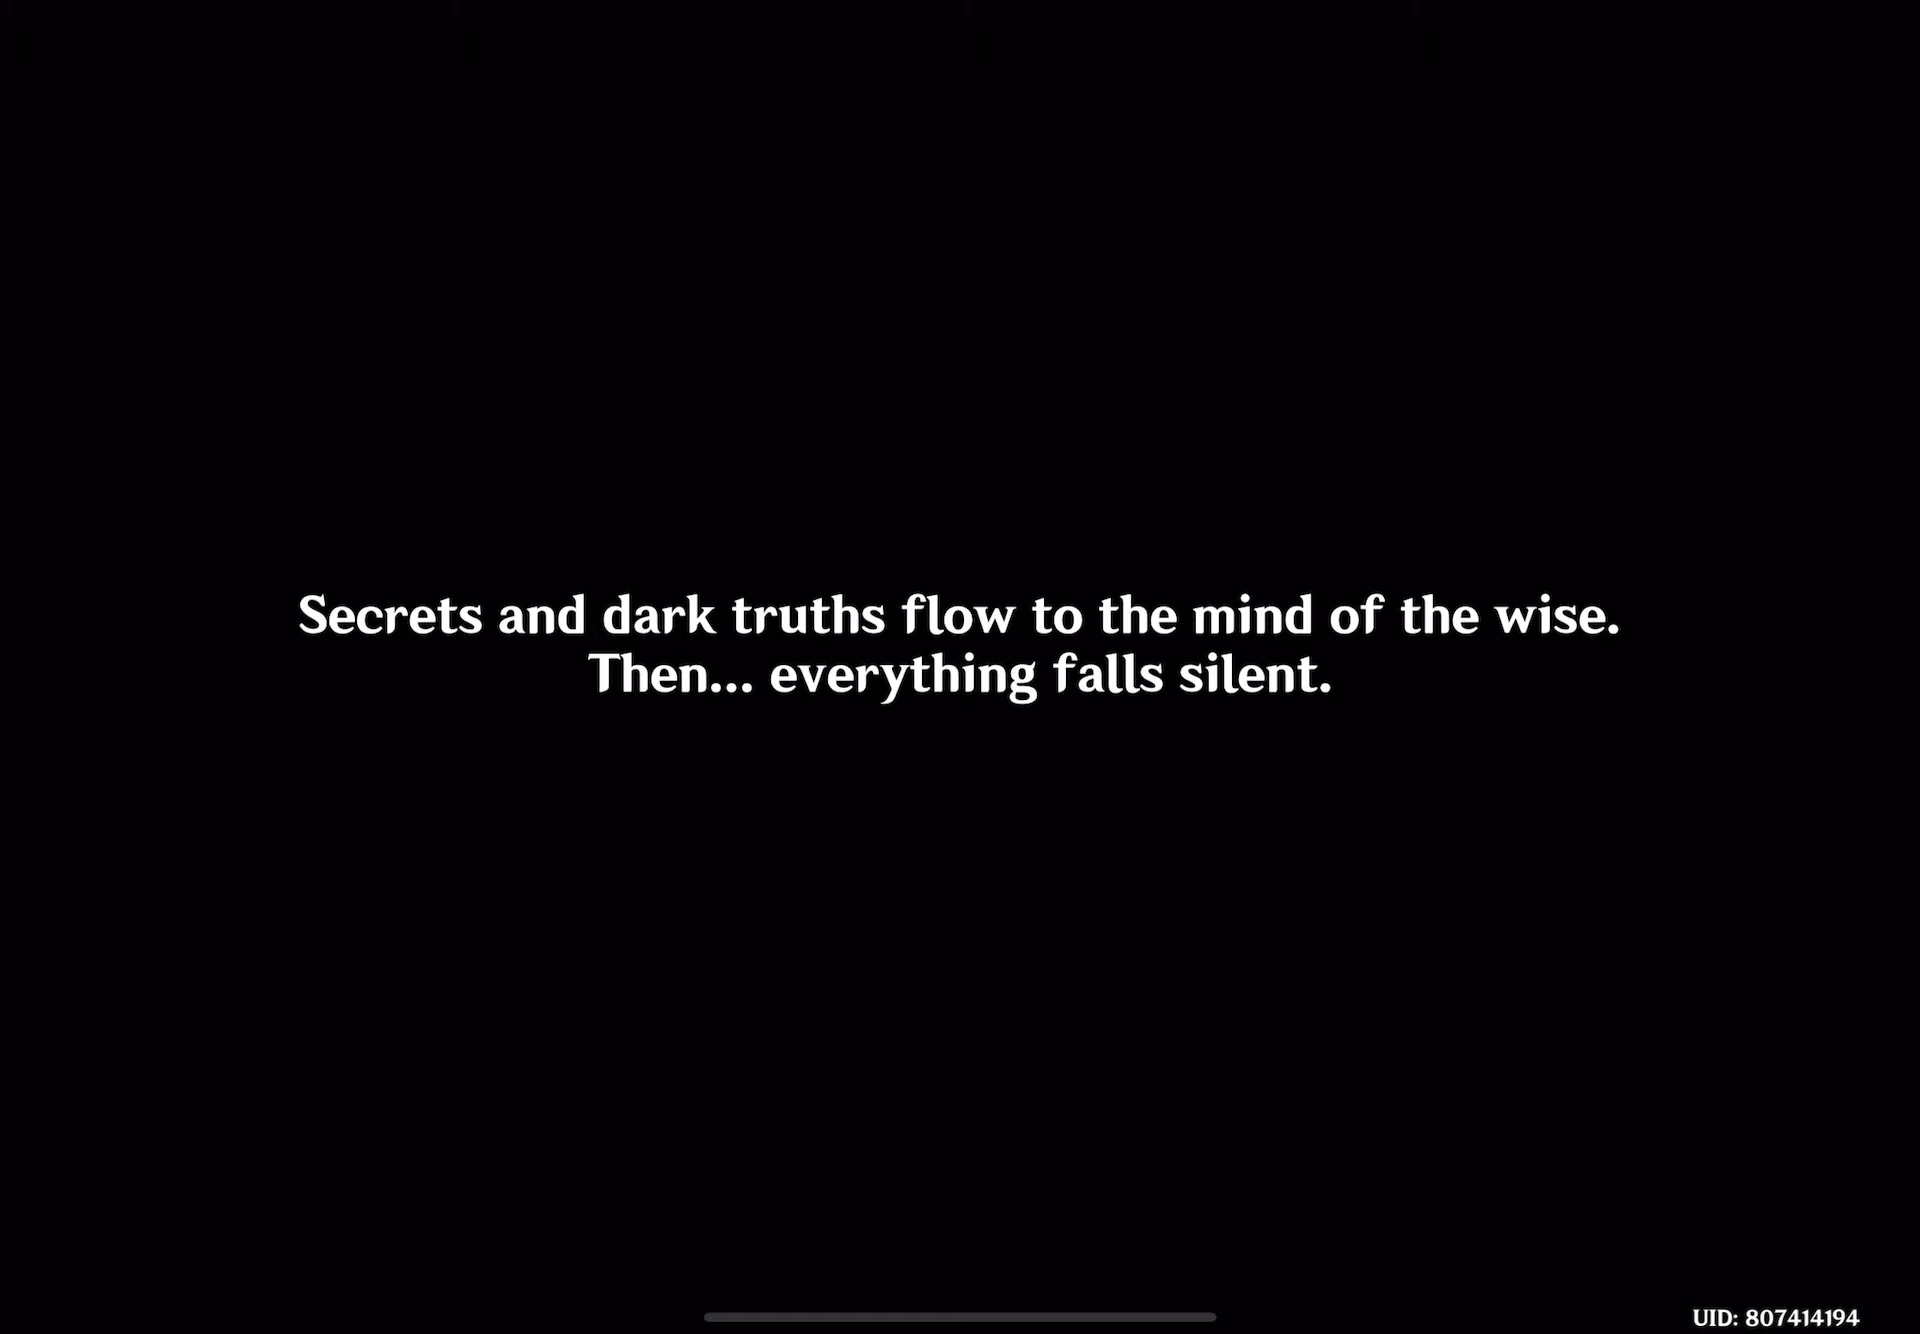 Secrets and dark truths flow to the mind of the wise.
Then... everything falls silent.
UID: 807414194